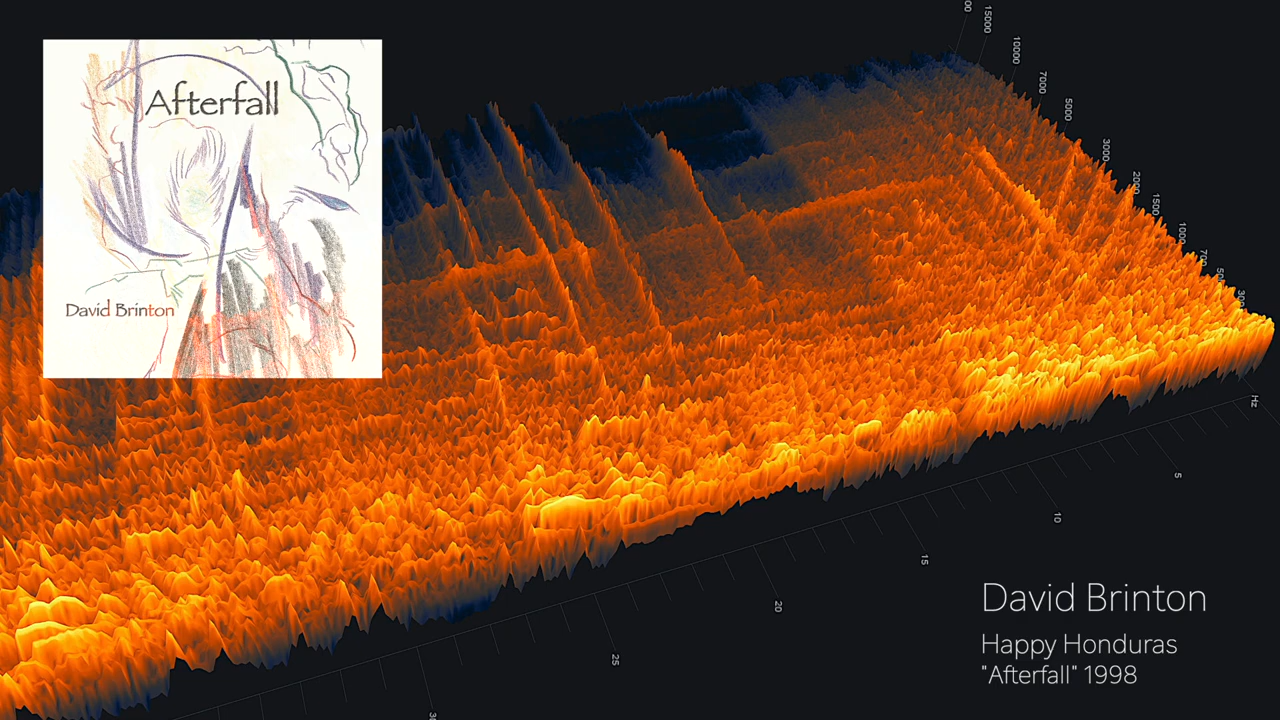 Afterfall
David Brinton
15000
10000
7000
5000
3000
2000
1500
1000
700
Hz
5
10
15
20
25
David Brinton
Happy Honduras
"Afterfall" 1998